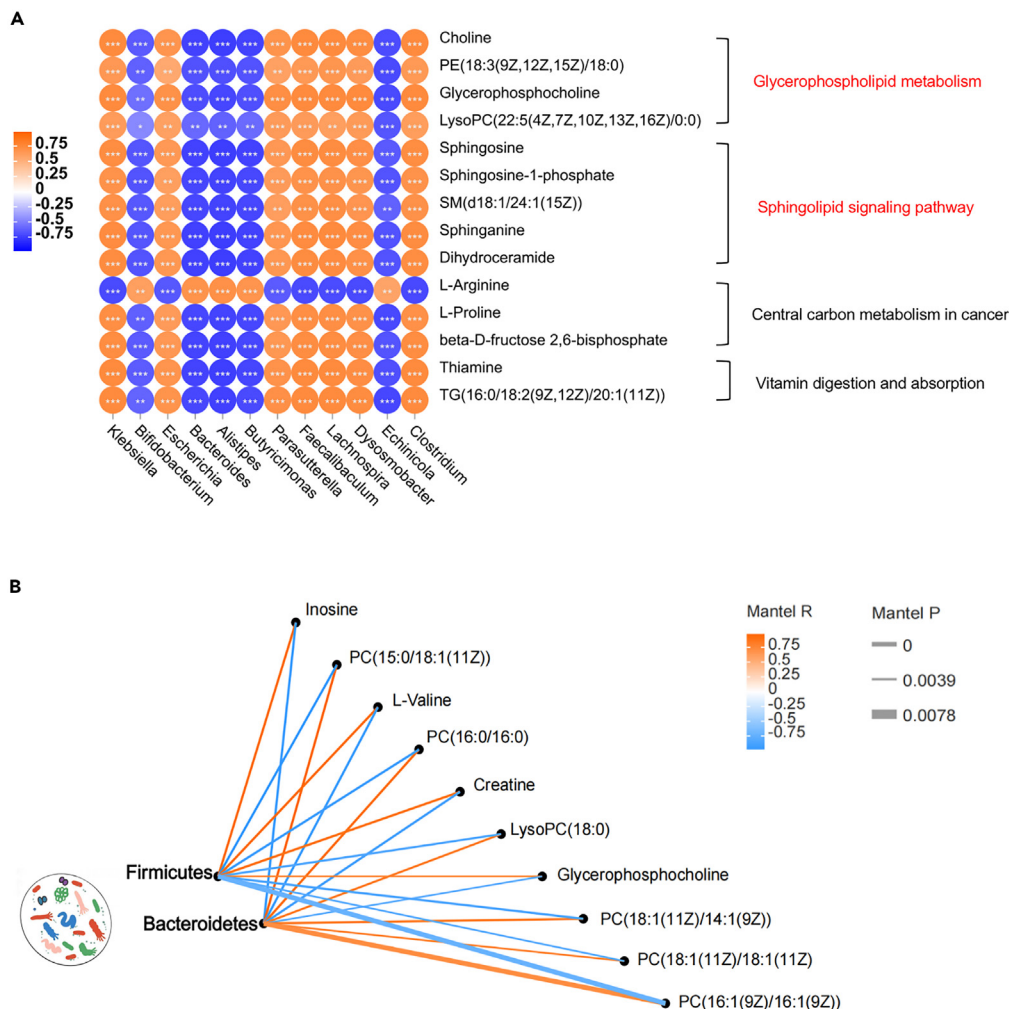 A
Choline
PE(18:3(9Z,12Z,15Z)/18:0)
Glycerophosphocholine
LysoPC(22:5(4Z,7Z,10Z,13Z,16Z)/0:0)
Glycerophospholipid metabolism
Sphingosine
Sphingosine-1-phosphate
SM(d18:1/24:1(15Z))
Sphinganine
Dihydroceramide
Sphingolipid signaling pathway
L-Arginine
L-Proline
beta-D-fructose 2,6-bisphosphate
Central carbon metabolism in cancer
Thiamine
TG(16:0/18:2(9Z,12Z)/20:1(11Z))
Vitamin digestion and absorption
0.75
0.5
0.25
0
-0.25
-0.5
-0.75
Klebsiella
Bifidobacterium
Escherichia
Bacteroides
Alistipes
Butyricimonas
Parasutterella
Faecalibaculum
Lachnospira
Dysosmobacter
Echinicola
Clostridium
B
Inosine
PC(15:0/18:1(11Z))
L-Valine
PC(16:0/16:0)
Creatine
LysoPC(18:0)
Glycerophosphocholine
PC(18:1(11Z)/14:1(9Z))
PC(18:1(11Z)/18:1(11Z)
PC(16:1(9Z)/16:1(9Z))
Firmicutes
Bacteroidetes
Mantel R
0.75
0.5
0.25
0
-0.25
-0.5
-0.75
Mantel P
0
0.0039
0.0078